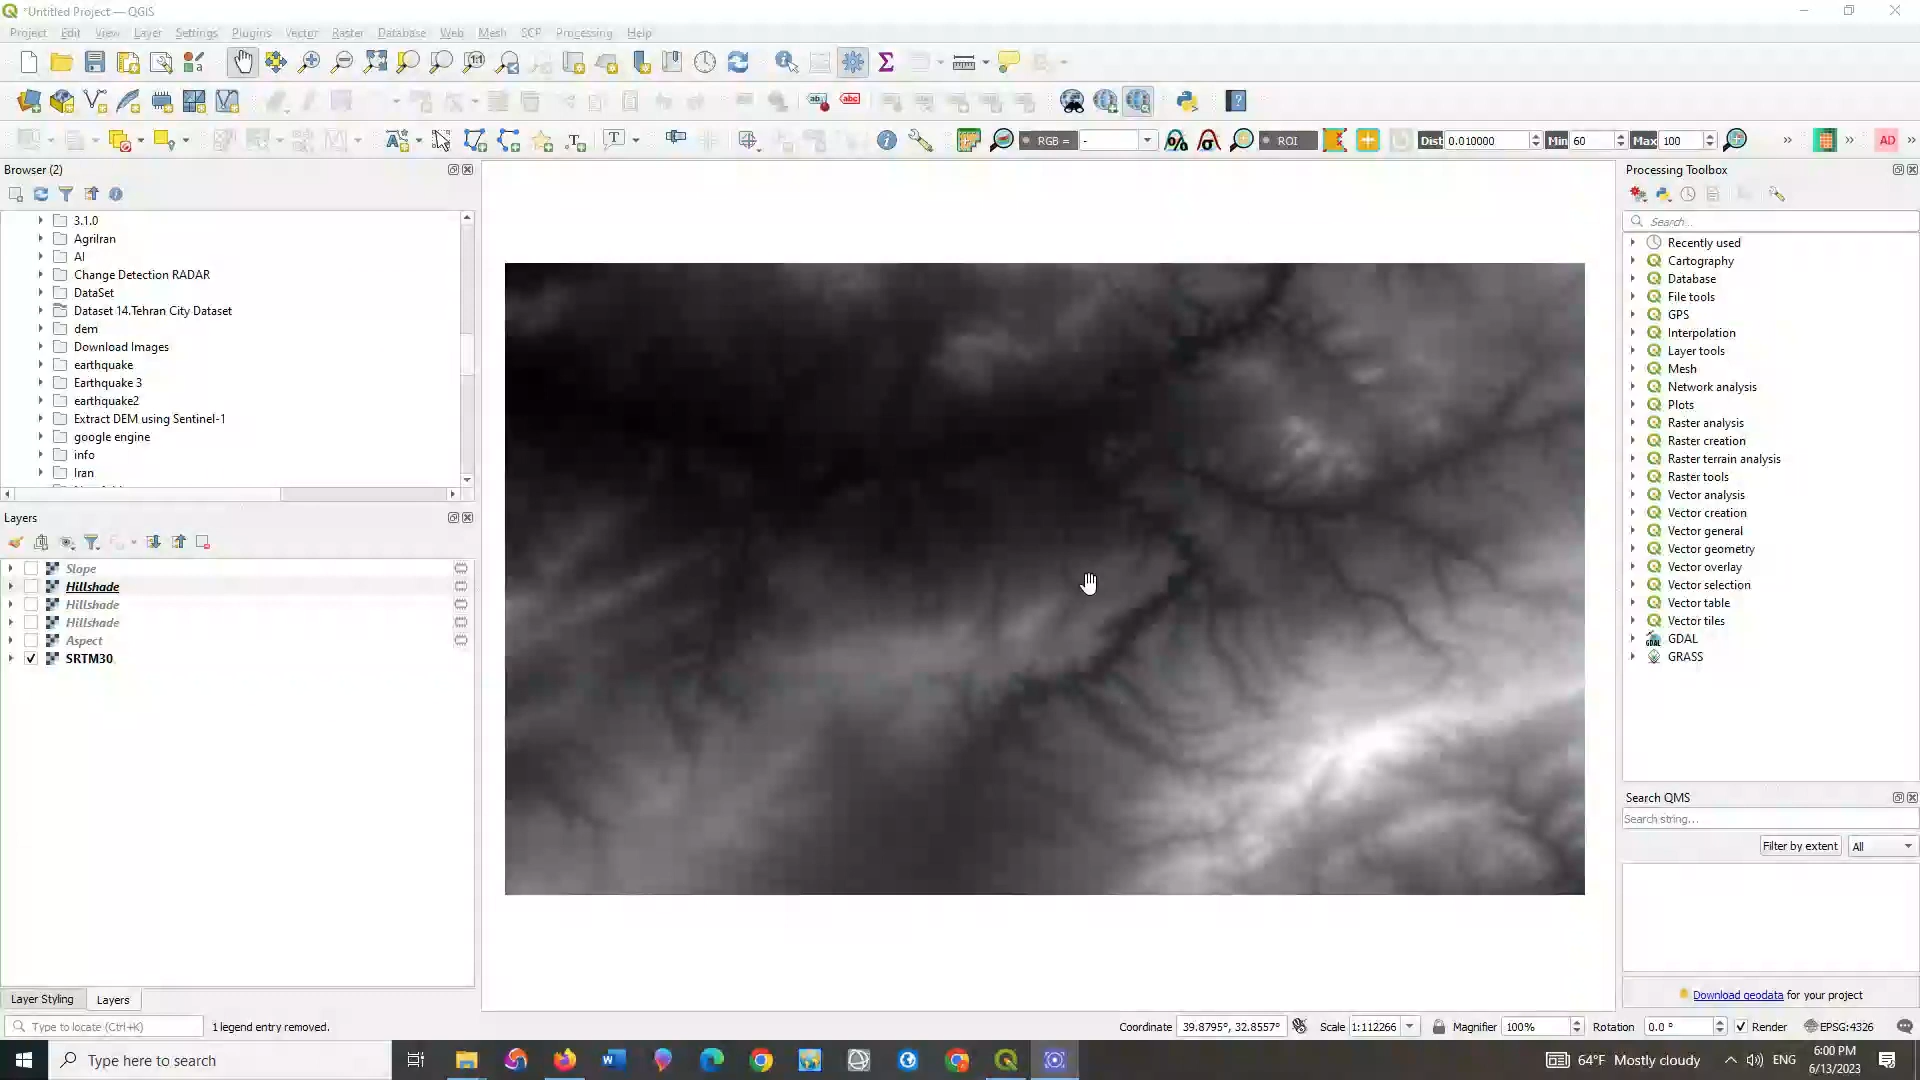 *Untitled Project — QGIS
Project Edit View Layer Settings Plugins Vector Raster Database Web Mesh SCP Processing Help
abc abc
RGB = - ROI Dist 0.010000 Min 60 Max 100 » » AD »
Browser (2)
3.1.0
AgriIran
AI
Change Detection RADAR
DataSet
Dataset 14.Tehran City Dataset
dem
Download Images
earthquake
Earthquake 3
earthquake2
Extract DEM using Sentinel-1
google engine
info
Iran
Layers
Slope
Hillshade
Hillshade
Hillshade
Aspect
SRTM30
Layer Styling Layers
Type to locate (Ctrl+K) 1 legend entry removed.
Processing Toolbox
Search...
Recently used
Cartography
Database
File tools
GPS
Interpolation
Layer tools
Mesh
Network analysis
Plots
Raster analysis
Raster creation
Raster terrain analysis
Raster tools
Vector analysis
Vector creation
Vector general
Vector geometry
Vector overlay
Vector selection
Vector table
Vector tiles
GDAL
GRASS
Search QMS
Search string...
Filter by extent All
Download geodata for your project
Coordinate 39.8795°, 32.8557° Scale 1:112266 Magnifier 100% Rotation 0.0 ° Render EPSG:4326
Type here to search
64°F Mostly cloudy ENG 6:00 PM
6/13/2023